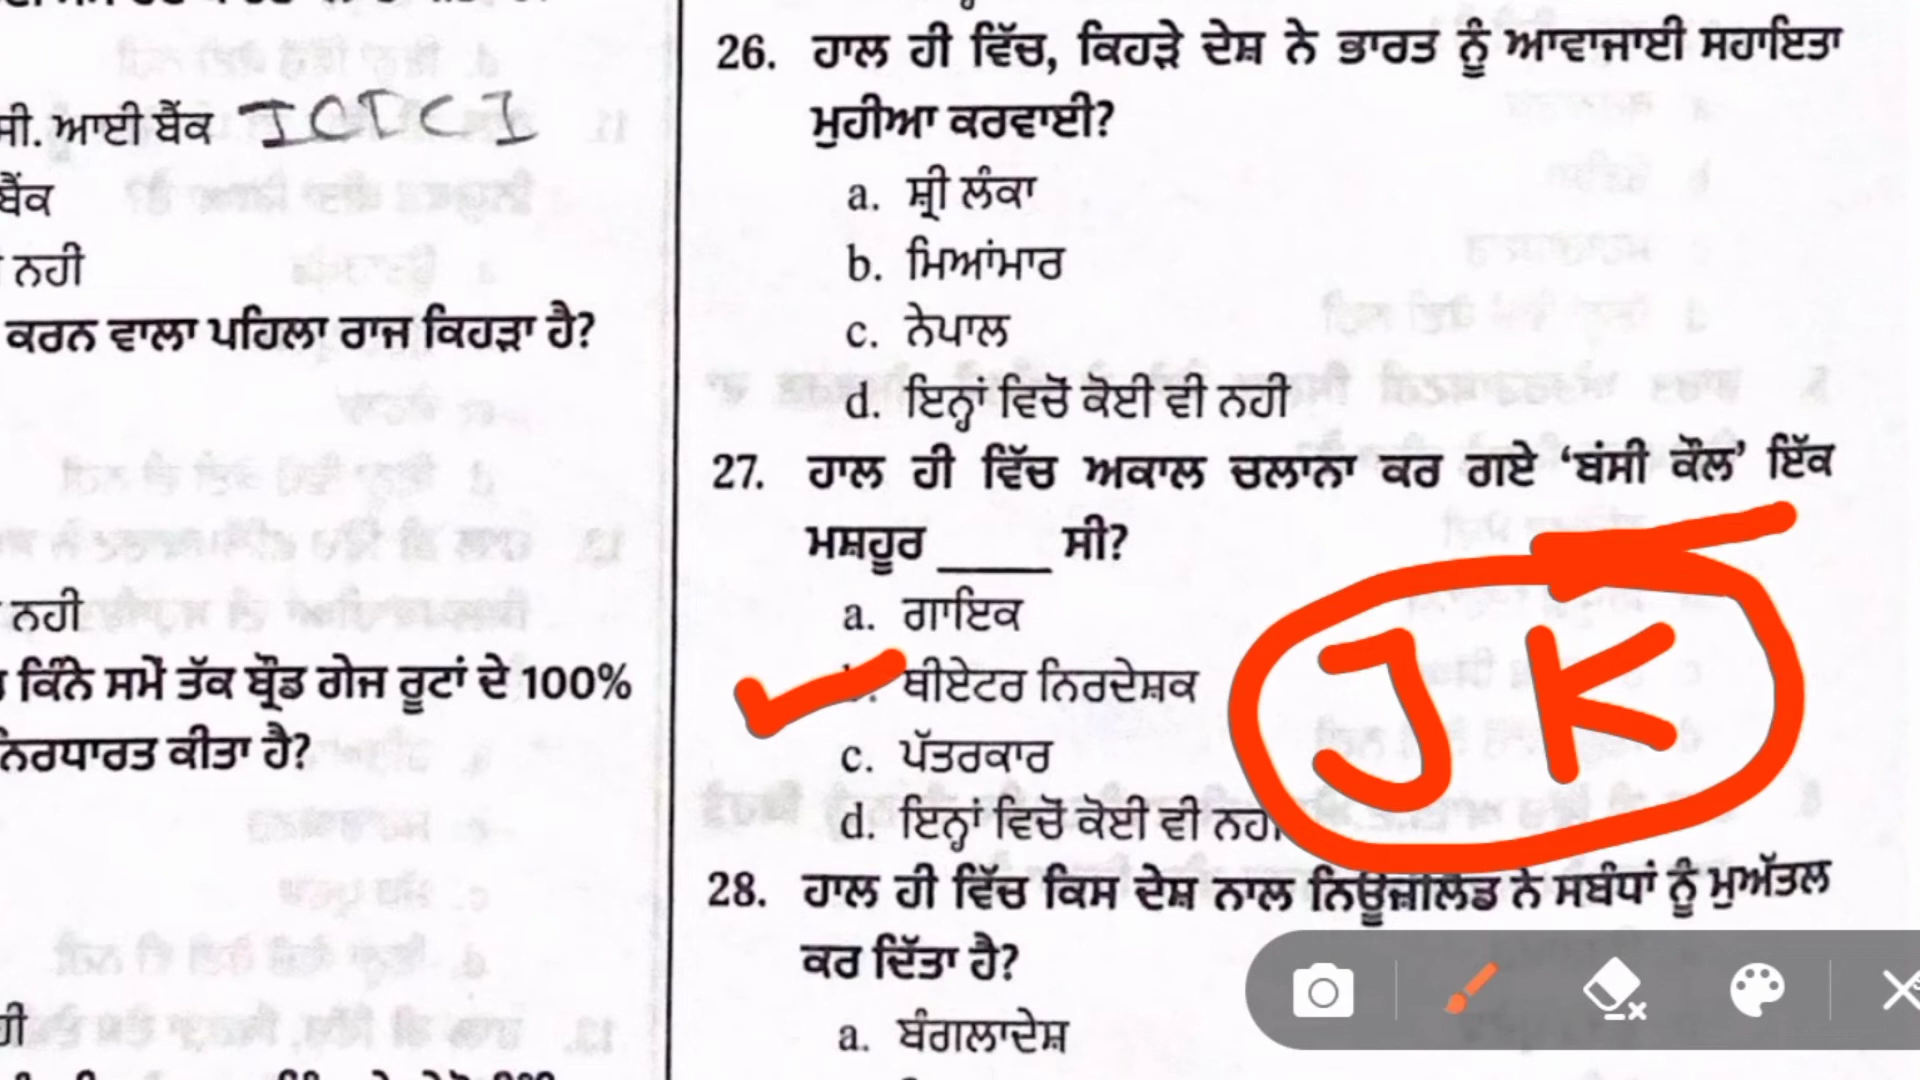 ਸੀ. ਆਈ ਬੈਂਕ ICICI
ਬੈਂਕ
ਨਹੀ
ਕਰਨ ਵਾਲਾ ਪਹਿਲਾ ਰਾਜ ਕਿਹੜਾ ਹੈ?
ਨਹੀ
ਕਿੰਨੇ ਸਮੇਂ ਤੱਕ ਬ੍ਰੌਡ ਗੇਜ ਰੂਟਾਂ ਦੇ 100%
ਨਿਰਧਾਰਤ ਕੀਤਾ ਹੈ?
26. ਹਾਲ ਹੀ ਵਿੱਚ, ਕਿਹੜੇ ਦੇਸ਼ ਨੇ ਭਾਰਤ ਨੂੰ ਆਵਾਜਾਈ ਸਹਾਇਤਾ
ਮੁਹੀਆ ਕਰਵਾਈ?
a. ਸ਼੍ਰੀ ਲੰਕਾ
b. ਮਿਆਂਮਾਰ
c. ਨੇਪਾਲ
d. ਇਨ੍ਹਾਂ ਵਿਚੋਂ ਕੋਈ ਵੀ ਨਹੀ
27. ਹਾਲ ਹੀ ਵਿੱਚ ਅਕਾਲ ਚਲਾਨਾ ਕਰ ਗਏ ‘ਬੰਸੀ ਕੌਲ’ ਇੱਕ
ਮਸ਼ਹੂਰ _____ ਸੀ?
a. ਗਾਇਕ
b. ਥੀਏਟਰ ਨਿਰਦੇਸ਼ਕ
c. ਪੱਤਰਕਾਰ
d. ਇਨ੍ਹਾਂ ਵਿਚੋਂ ਕੋਈ ਵੀ ਨਹੀ
JK
28. ਹਾਲ ਹੀ ਵਿੱਚ ਕਿਸ ਦੇਸ਼ ਨਾਲ ਨਿਊਜ਼ੀਲੈਂਡ ਨੇ ਸਬੰਧਾਂ ਨੂੰ ਮੁਅੱਤਲ
ਕਰ ਦਿੱਤਾ ਹੈ?
a. ਬੰਗਲਾਦੇਸ਼